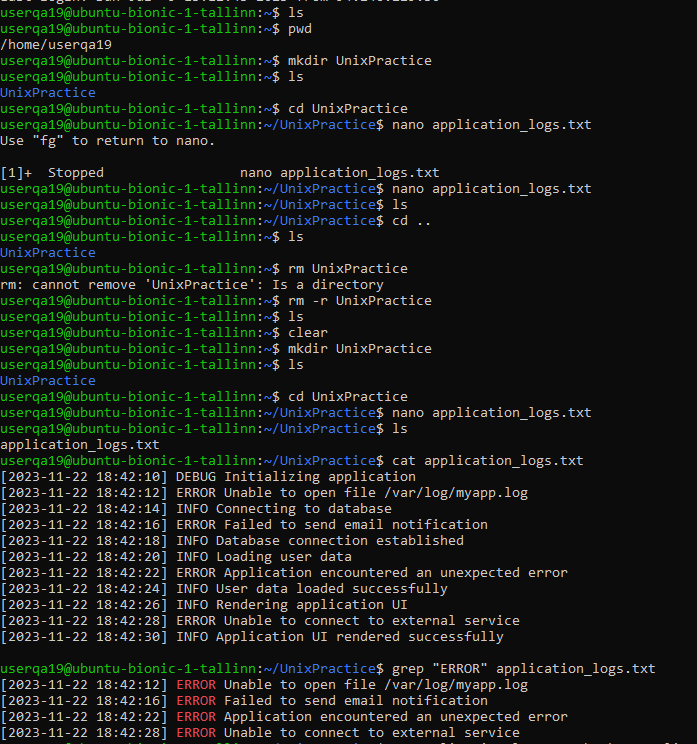 userqa19@ubuntu-bionic-1-tallinn:~$ ls
userqa19@ubuntu-bionic-1-tallinn:~$ pwd
/home/userqa19
userqa19@ubuntu-bionic-1-tallinn:~$ mkdir UnixPractice
userqa19@ubuntu-bionic-1-tallinn:~$ ls
UnixPractice
userqa19@ubuntu-bionic-1-tallinn:~$ cd UnixPractice
userqa19@ubuntu-bionic-1-tallinn:~/UnixPractice$ nano application_logs.txt
Use "fg" to return to nano.
[1]+  Stopped                 nano application_logs.txt
userqa19@ubuntu-bionic-1-tallinn:~/UnixPractice$ nano application_logs.txt
userqa19@ubuntu-bionic-1-tallinn:~/UnixPractice$ ls
userqa19@ubuntu-bionic-1-tallinn:~/UnixPractice$ cd ..
userqa19@ubuntu-bionic-1-tallinn:~$ ls
UnixPractice
userqa19@ubuntu-bionic-1-tallinn:~$ rm UnixPractice
rm: cannot remove 'UnixPractice': Is a directory
userqa19@ubuntu-bionic-1-tallinn:~$ rm -r UnixPractice
userqa19@ubuntu-bionic-1-tallinn:~$ ls
userqa19@ubuntu-bionic-1-tallinn:~$ clear
userqa19@ubuntu-bionic-1-tallinn:~$ mkdir UnixPractice
userqa19@ubuntu-bionic-1-tallinn:~$ ls
UnixPractice
userqa19@ubuntu-bionic-1-tallinn:~$ cd UnixPractice
userqa19@ubuntu-bionic-1-tallinn:~/UnixPractice$ nano application_logs.txt
userqa19@ubuntu-bionic-1-tallinn:~/UnixPractice$ ls
application_logs.txt
userqa19@ubuntu-bionic-1-tallinn:~/UnixPractice$ cat application_logs.txt
[2023-11-22 18:42:10] DEBUG Initializing application
[2023-11-22 18:42:12] ERROR Unable to open file /var/log/myapp.log
[2023-11-22 18:42:14] INFO Connecting to database
[2023-11-22 18:42:16] ERROR Failed to send email notification
[2023-11-22 18:42:18] INFO Database connection established
[2023-11-22 18:42:20] INFO Loading user data
[2023-11-22 18:42:22] ERROR Application encountered an unexpected error
[2023-11-22 18:42:24] INFO User data loaded successfully
[2023-11-22 18:42:26] INFO Rendering application UI
[2023-11-22 18:42:28] ERROR Unable to connect to external service
[2023-11-22 18:42:30] INFO Application UI rendered successfully
userqa19@ubuntu-bionic-1-tallinn:~/UnixPractice$ grep "ERROR" application_logs.txt
[2023-11-22 18:42:12] ERROR Unable to open file /var/log/myapp.log
[2023-11-22 18:42:16] ERROR Failed to send email notification
[2023-11-22 18:42:22] ERROR Application encountered an unexpected error
[2023-11-22 18:42:28] ERROR Unable to connect to external service